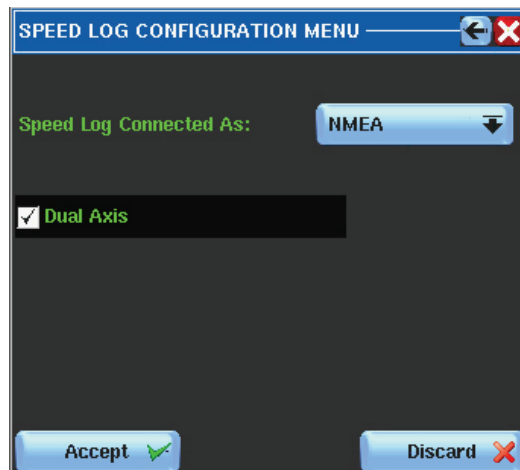 SPEED LOG CONFIGURATION MENU
Speed Log Connected As: NMEA
Dual Axis
Accept Discard